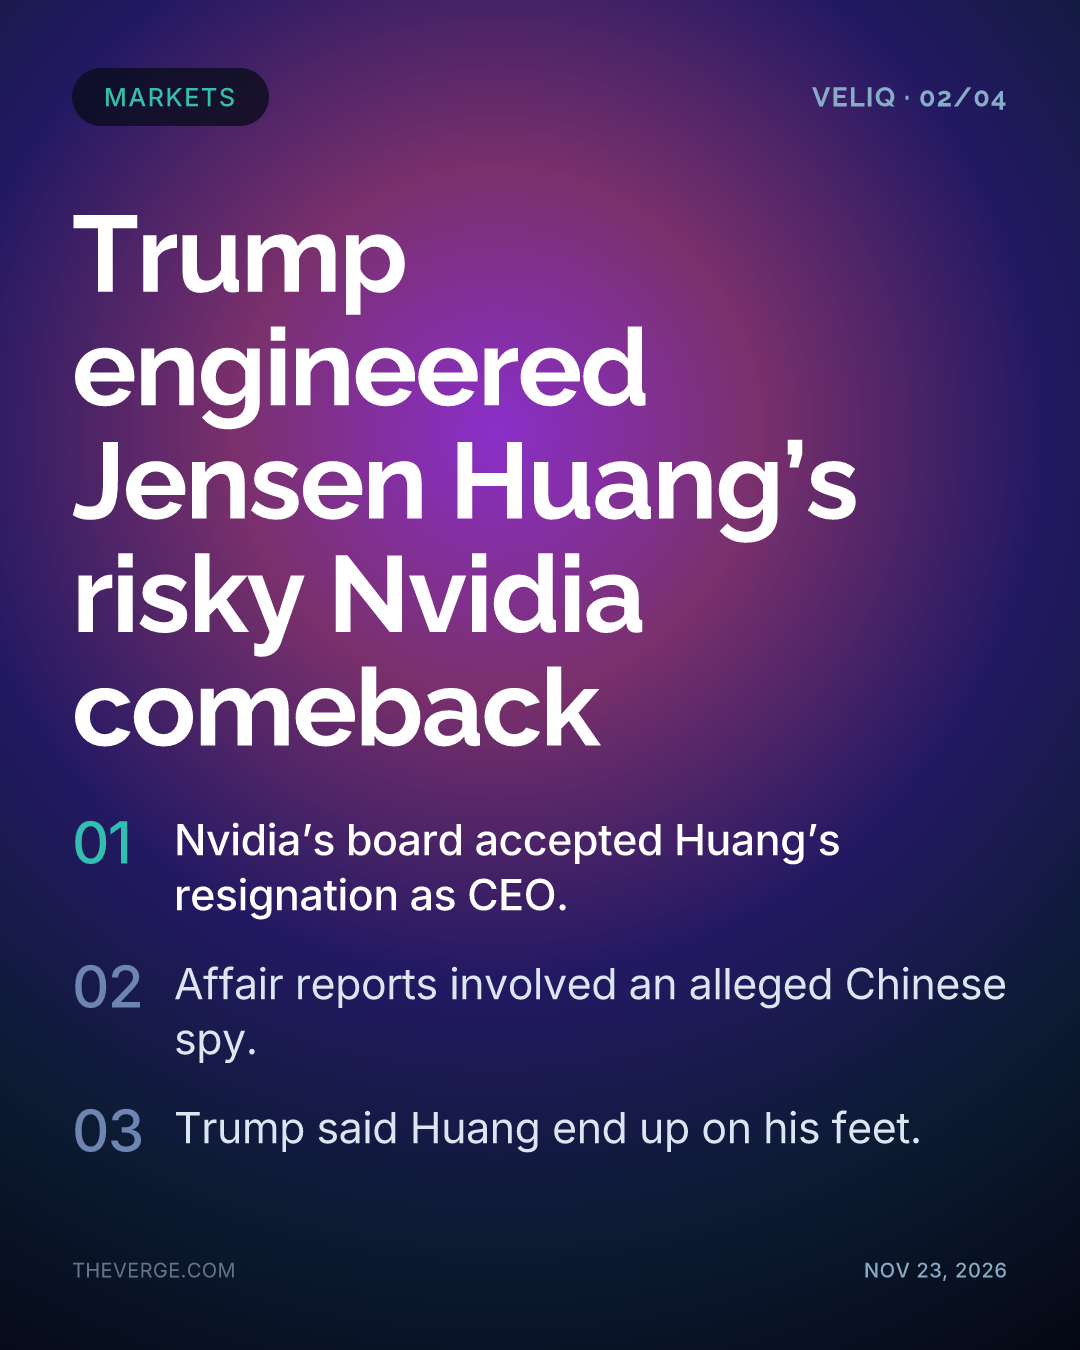 MARKETS
VELIQ · 02/04
Trump
engineered
Jensen Huang’s
risky Nvidia
comeback
01 Nvidia’s board accepted Huang’s
resignation as CEO.
02 Affair reports involved an alleged Chinese
spy.
03 Trump said Huang end up on his feet.
THEVERGE.COM
NOV 23, 2026